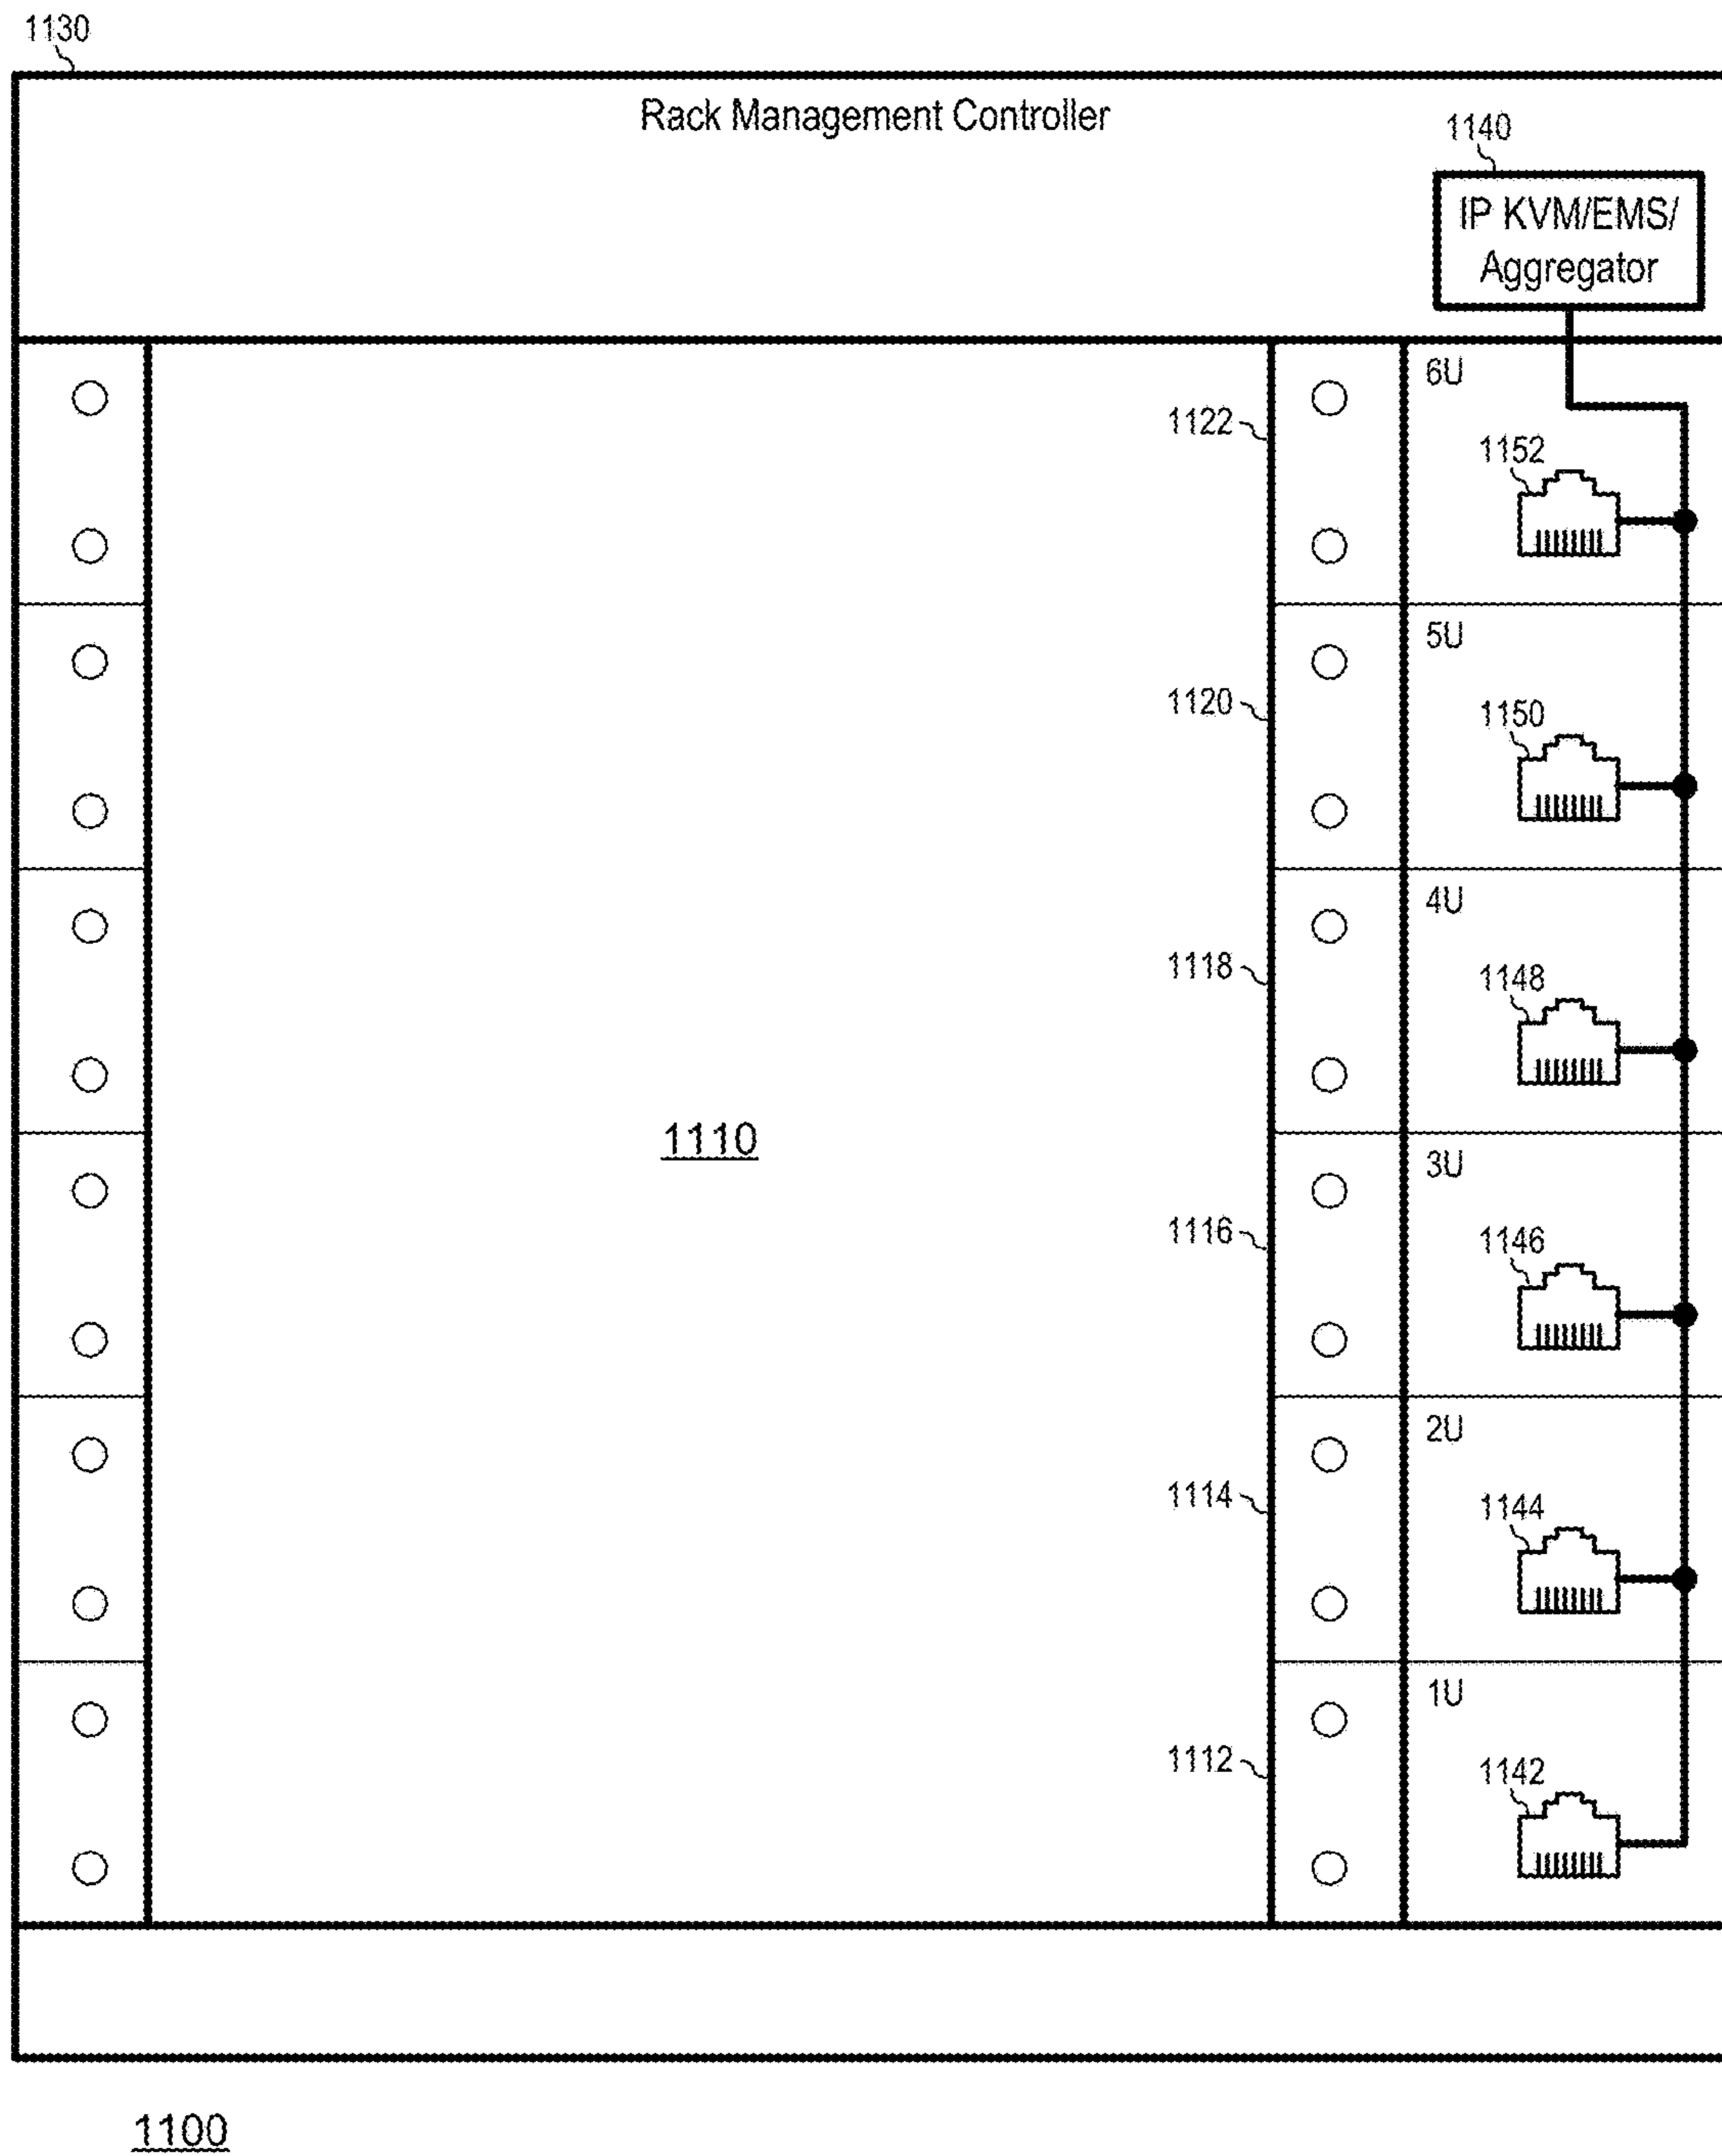 1130
Rack Management Controller
1140
IP KVM/EMS/
Aggregator
6U
1122
1152
5U
1120
1150
4U
1118
1148
1110
3U
1116
1146
2U
1114
1144
1U
1112
1142
1100